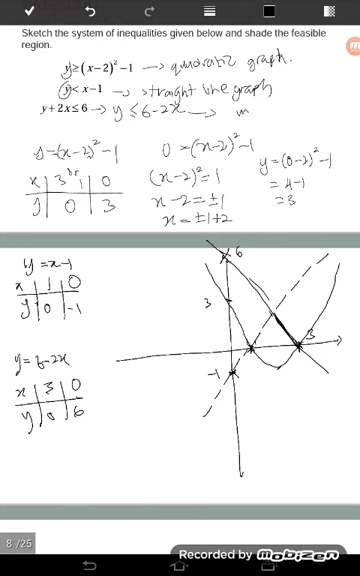 Sketch the system of inequalities given below and shade the feasible region.
y ≥ (x − 2)² − 1 → quadratic graph.
y < x − 1 → straight line graph
y + 2x ≤ 6 → y ≤ 6 − 2x →
y = (x−2)² − 1
x | 3 or 1 | 0
y | 0 | 3
0 = (x−2)² − 1
(x−2)² = 1
x − 2 = ±1
x = ±1 + 2
y = (0−2)² − 1
= 4 − 1
= 3
y = x − 1
x | 1 | 0
y | 0 | −1
y = 6 − 2x
x | 3 | 0
y | 0 | 6
6
3
3
−1
8 /25
Recorded by Mobizen